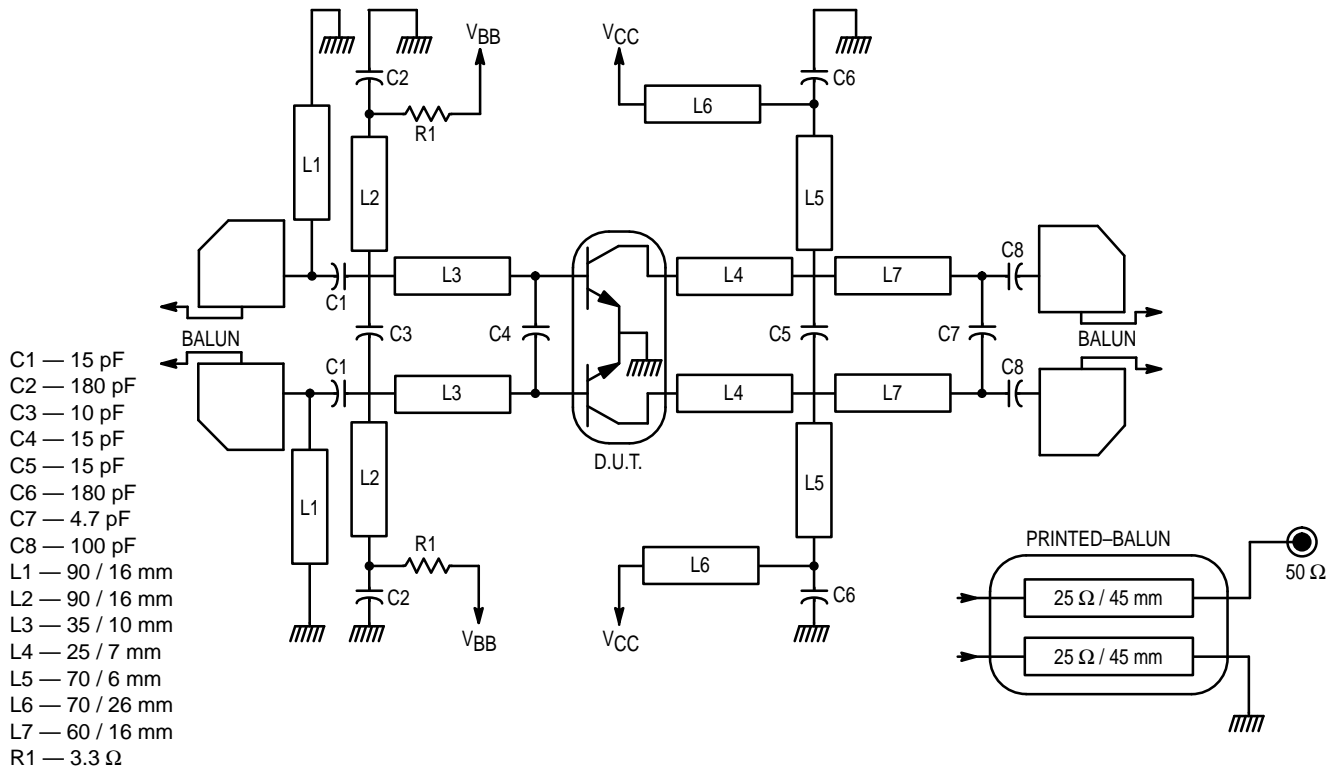 VBB
VCC
C2
C6
R1
L6
L1
L2
L5
L3
L4
L7
C8
C1
C3
C4
C5
C7
BALUN
BALUN
C1
C8
L3
L4
L7
D.U.T.
L1
L2
L5
R1
L6
C2
C6
VBB
VCC
C1 — 15 pF
C2 — 180 pF
C3 — 10 pF
C4 — 15 pF
C5 — 15 pF
C6 — 180 pF
C7 — 4.7 pF
C8 — 100 pF
L1 — 90 / 16 mm
L2 — 90 / 16 mm
L3 — 35 / 10 mm
L4 — 25 / 7 mm
L5 — 70 / 6 mm
L6 — 70 / 26 mm
L7 — 60 / 16 mm
R1 — 3.3 Ω
PRINTED–BALUN
50 Ω
25 Ω / 45 mm
25 Ω / 45 mm